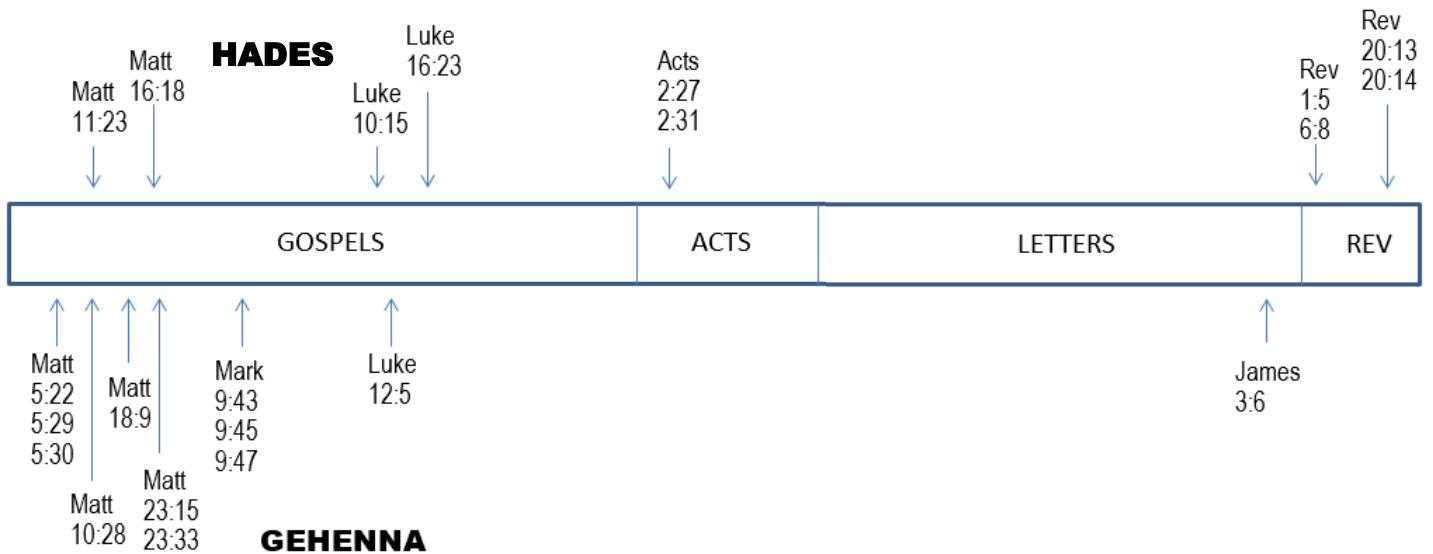 HADES
Matt
11:23
Matt
16:18
Luke
10:15
Luke
16:23
Acts
2:27
2:31
Rev
1:5
6:8
Rev
20:13
20:14
GOSPELS
ACTS
LETTERS
REV
Matt
5:22
5:29
5:30
Matt
10:28
Matt
18:9
Matt
23:15
23:33
Mark
9:43
9:45
9:47
Luke
12:5
James
3:6
GEHENNA